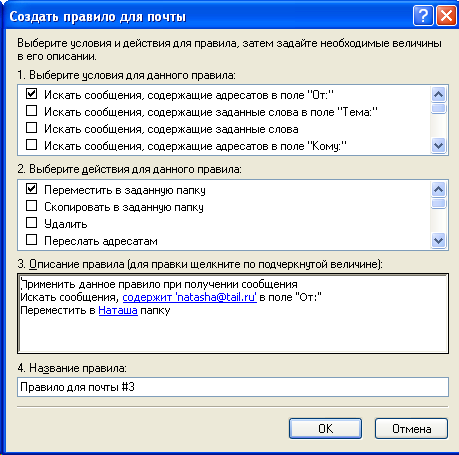 Создать правило для почты
Выберите условия и действия для правила, затем задайте необходимые величины
в его описании.
1. Выберите условия для данного правила:
Искать сообщения, содержащие адресатов в поле "От:"
Искать сообщения, содержащие заданные слова в поле "Тема:"
Искать сообщения, содержащие заданные слова
Искать сообщения, содержащие адресатов в поле "Кому:"
2. Выберите действия для данного правила:
Переместить в заданную папку
Скопировать в заданную папку
Удалить
Переслать адресатам
3. Описание правила (для правки щелкните по подчеркнутой величине):
Применить данное правило при получении сообщения
Искать сообщения, содержит 'natasha@tail.ru' в поле "От:"
Переместить в Наташа папку
4. Название правила:
Правило для почты #3
OK Отмена